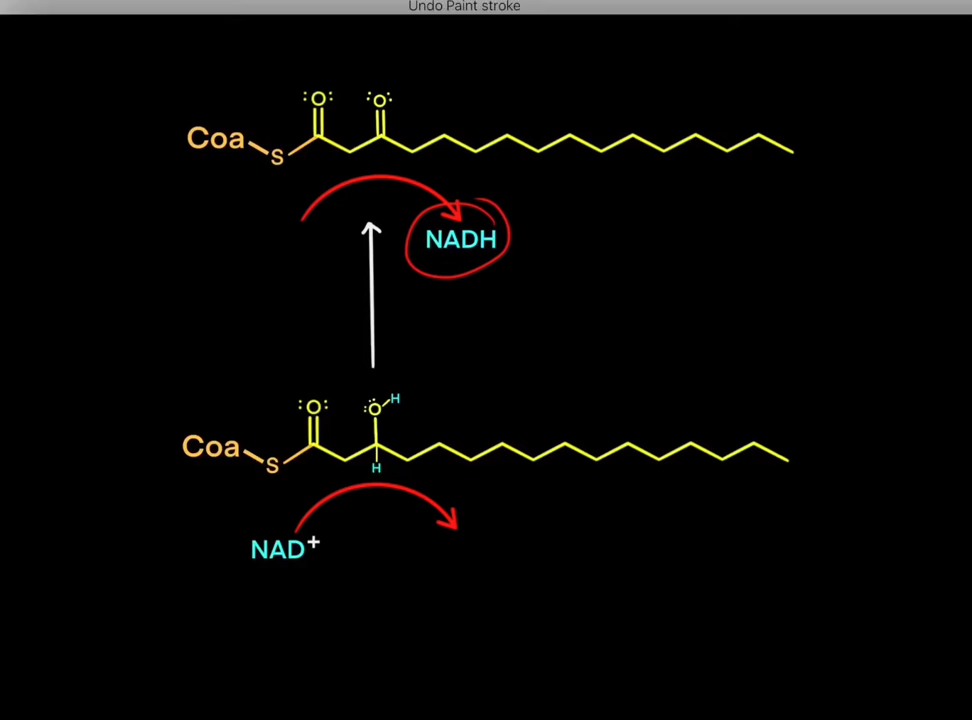 Undo Paint stroke
:O: :O:
Coa
S
NADH
:O: :O H
Coa
S
H
NAD+